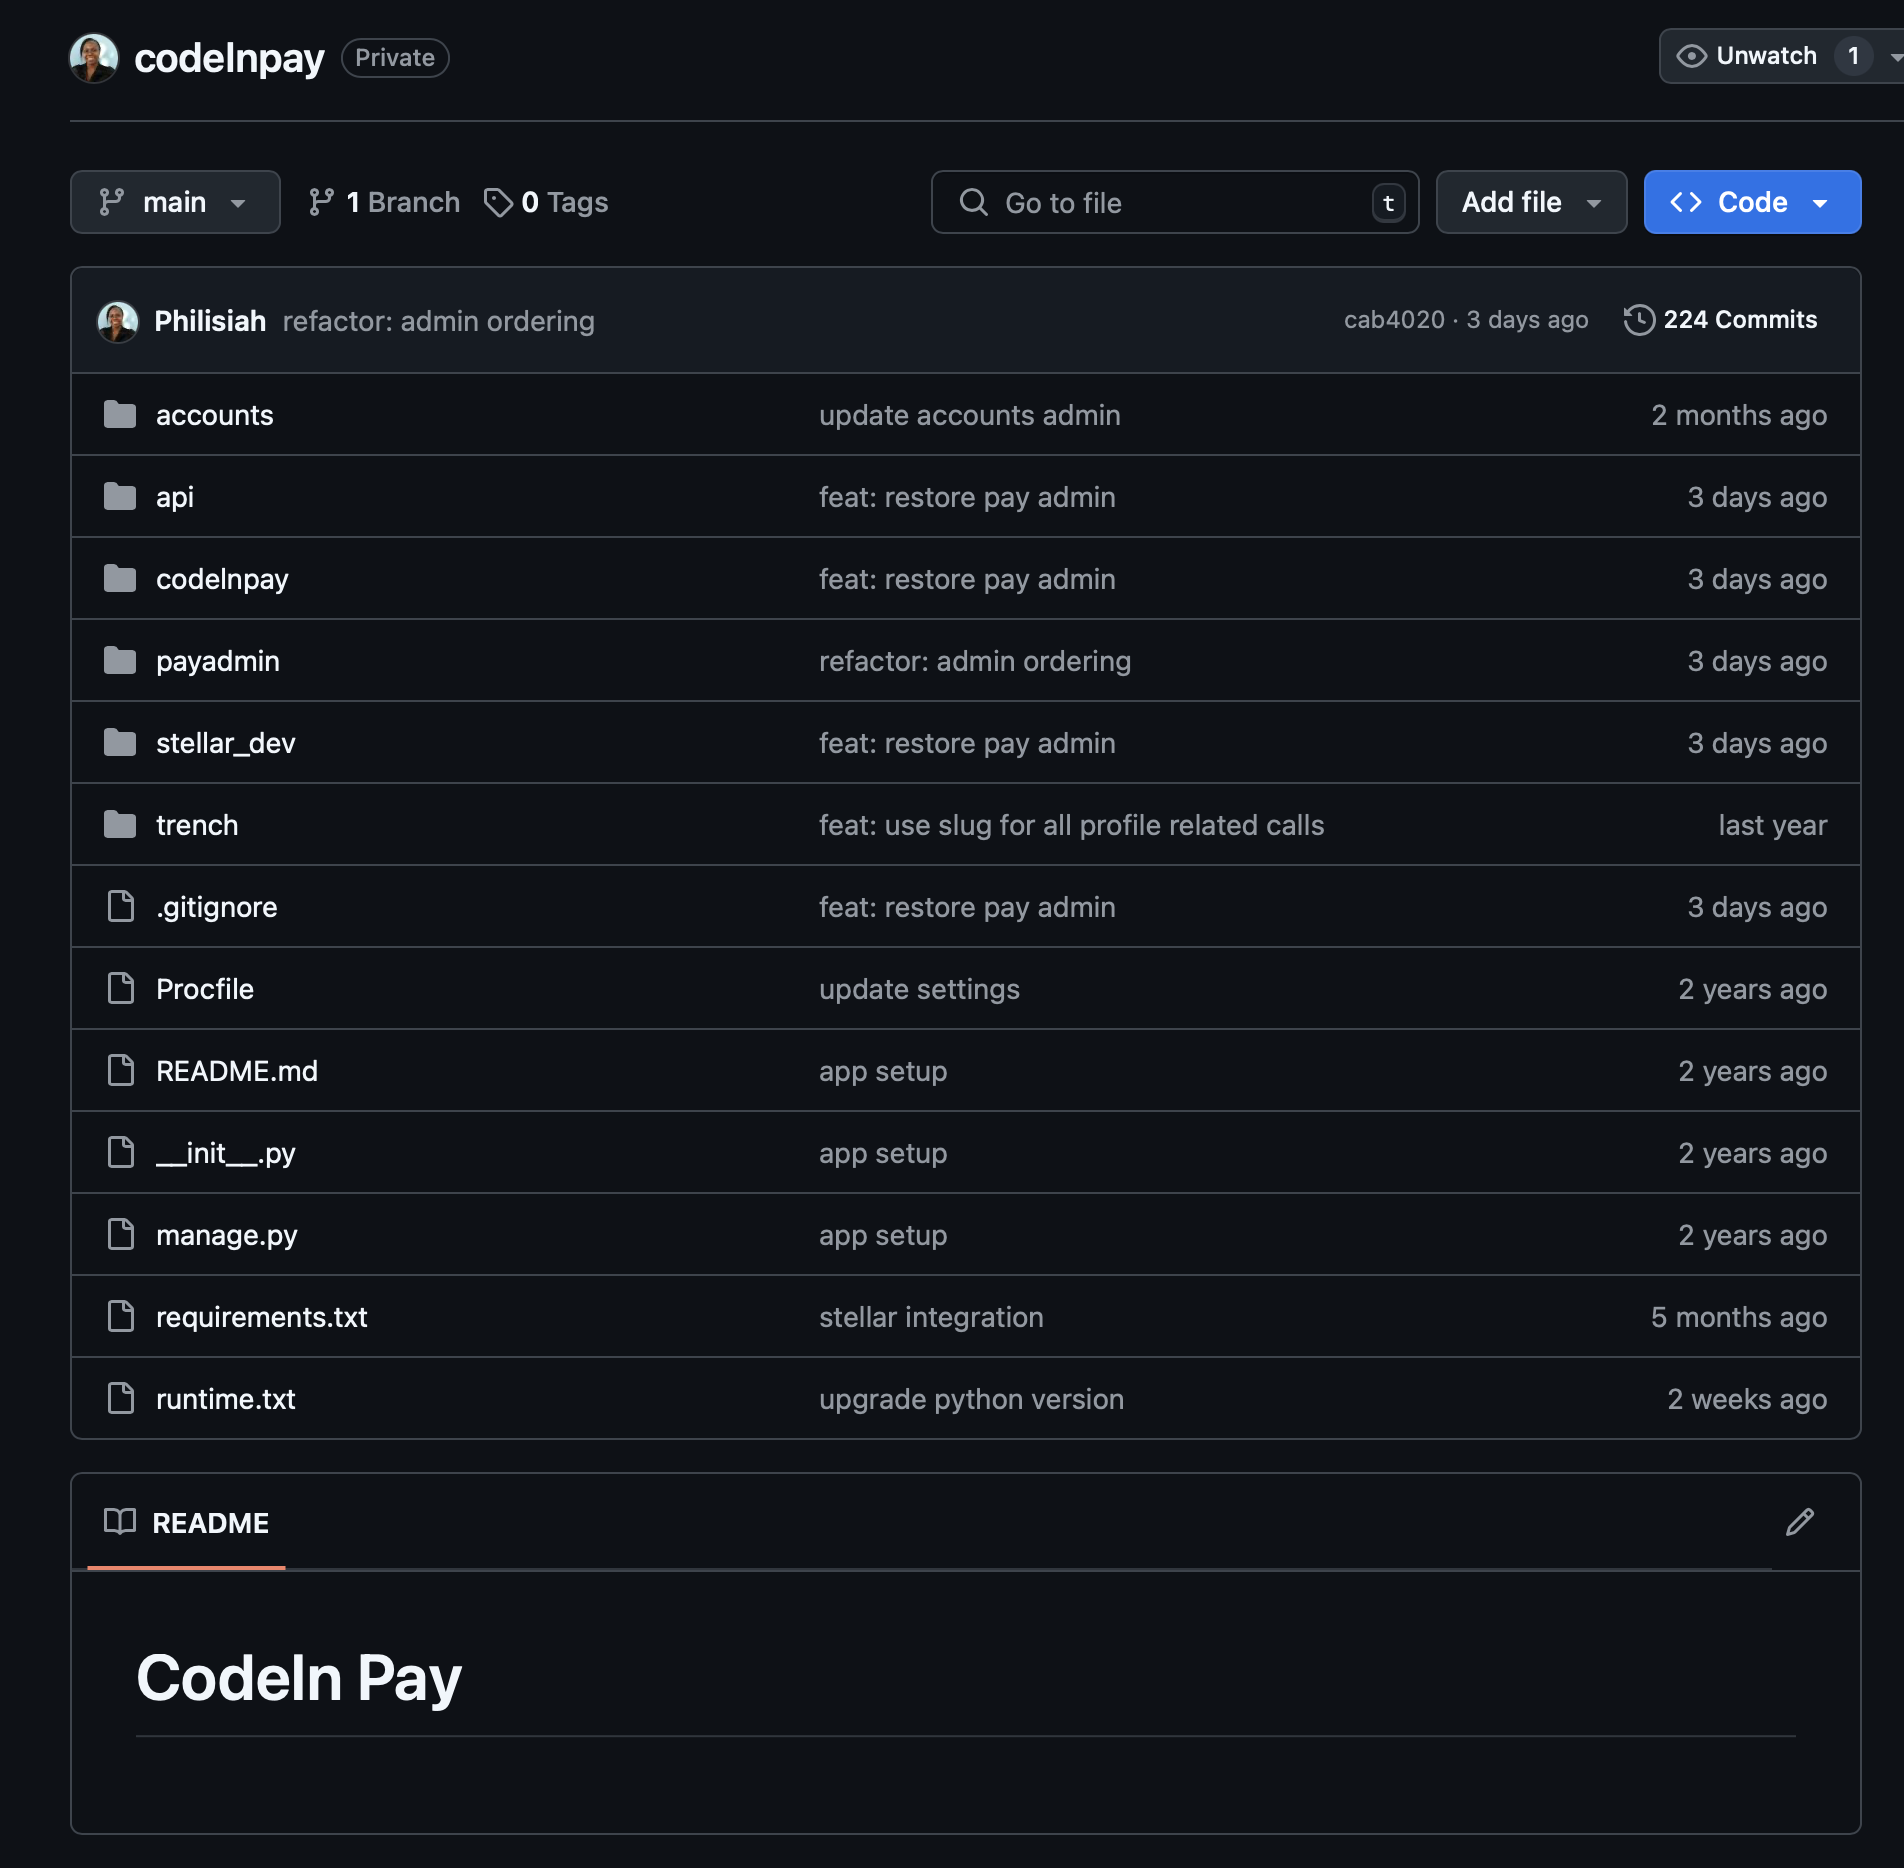 codeInpay Private Unwatch 1
main 1 Branch 0 Tags Go to file t Add file Code
Philisiah refactor: admin ordering cab4020 · 3 days ago 224 Commits
accounts update accounts admin 2 months ago
api feat: restore pay admin 3 days ago
codeInpay feat: restore pay admin 3 days ago
payadmin refactor: admin ordering 3 days ago
stellar_dev feat: restore pay admin 3 days ago
trench feat: use slug for all profile related calls last year
.gitignore feat: restore pay admin 3 days ago
Procfile update settings 2 years ago
README.md app setup 2 years ago
__init__.py app setup 2 years ago
manage.py app setup 2 years ago
requirements.txt stellar integration 5 months ago
runtime.txt upgrade python version 2 weeks ago
README
CodeIn Pay